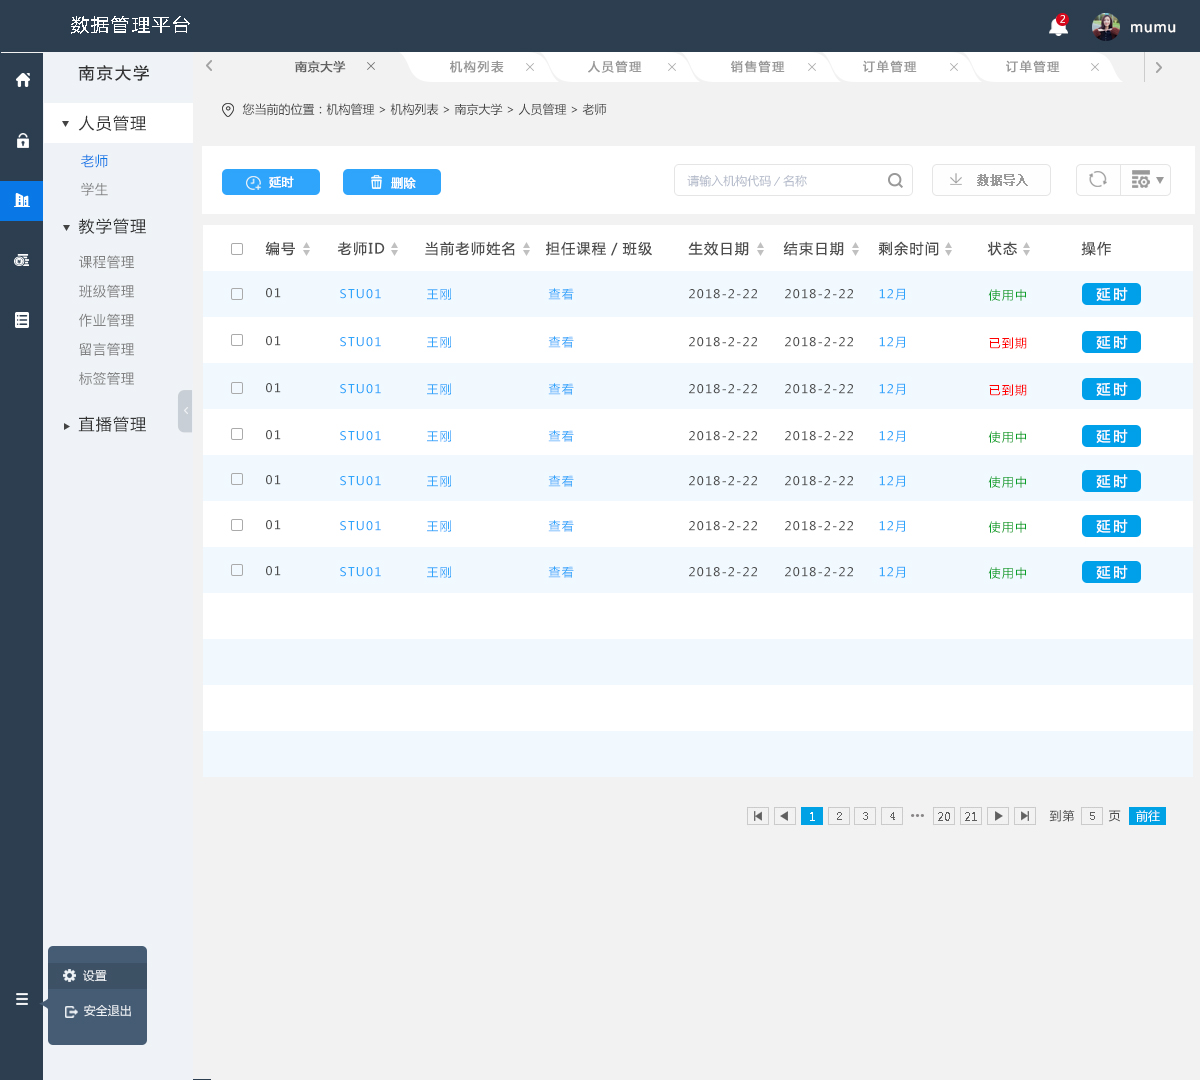 数据管理平台
2
mumu
南京大学
人员管理
老师
学生
教学管理
课程管理
班级管理
作业管理
留言管理
标签管理
直播管理
设置
安全退出
南京大学 机构列表 人员管理 销售管理 订单管理 订单管理
您当前的位置：机构管理 > 机构列表 > 南京大学 > 人员管理 > 老师
延时 删除 请输入机构代码 / 名称 数据导入
编号 老师ID 当前老师姓名 担任课程 / 班级 生效日期 结束日期 剩余时间 状态 操作
01 STU01 王刚 查看 2018-2-22 2018-2-22 12月 使用中 延时
01 STU01 王刚 查看 2018-2-22 2018-2-22 12月 已到期 延时
01 STU01 王刚 查看 2018-2-22 2018-2-22 12月 已到期 延时
01 STU01 王刚 查看 2018-2-22 2018-2-22 12月 使用中 延时
01 STU01 王刚 查看 2018-2-22 2018-2-22 12月 使用中 延时
01 STU01 王刚 查看 2018-2-22 2018-2-22 12月 使用中 延时
01 STU01 王刚 查看 2018-2-22 2018-2-22 12月 使用中 延时
1 2 3 4 ••• 20 21 到第 5 页 前往